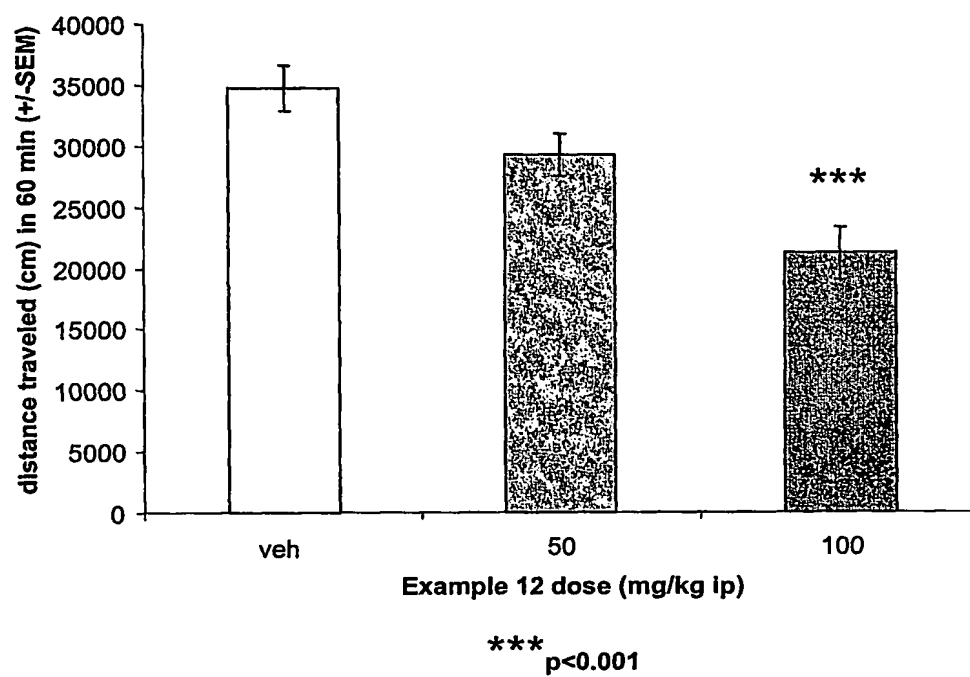 distance traveled (cm) in 60 min (+/-SEM)
40000
35000
30000
25000
20000
15000
10000
5000
0
***
veh 50 100
Example 12 dose (mg/kg ip)
***p<0.001